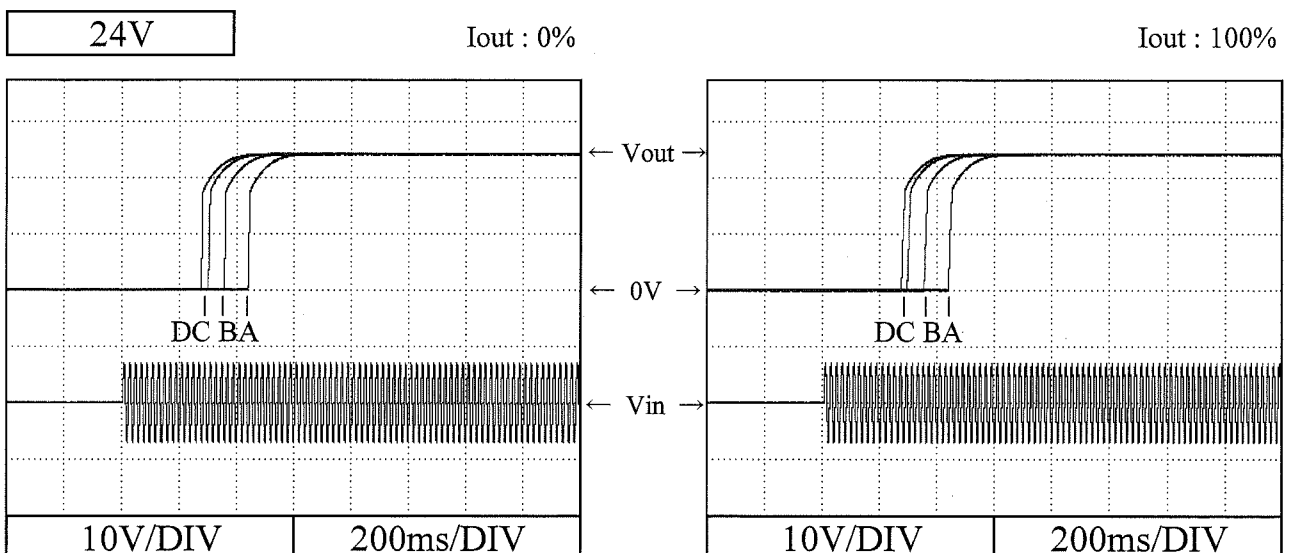 24V
Iout : 0%
Iout : 100%
← Vout →
← 0V →
DC BA
DC BA
← Vin →
10V/DIV
200ms/DIV
10V/DIV
200ms/DIV